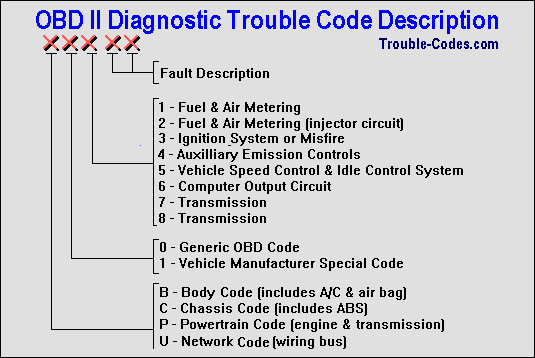 OBD II Diagnostic Trouble Code Description
Trouble-Codes.com
X X X X X
Fault Description
1 - Fuel & Air Metering
2 - Fuel & Air Metering (injector circuit)
3 - Ignition System or Misfire
4 - Auxilliary Emission Controls
5 - Vehicle Speed Control & Idle Control System
6 - Computer Output Circuit
7 - Transmission
8 - Transmission
0 - Generic OBD Code
1 - Vehicle Manufacturer Special Code
B - Body Code (includes A/C & air bag)
C - Chassis Code (includes ABS)
P - Powertrain Code (engine & transmission)
U - Network Code (wiring bus)